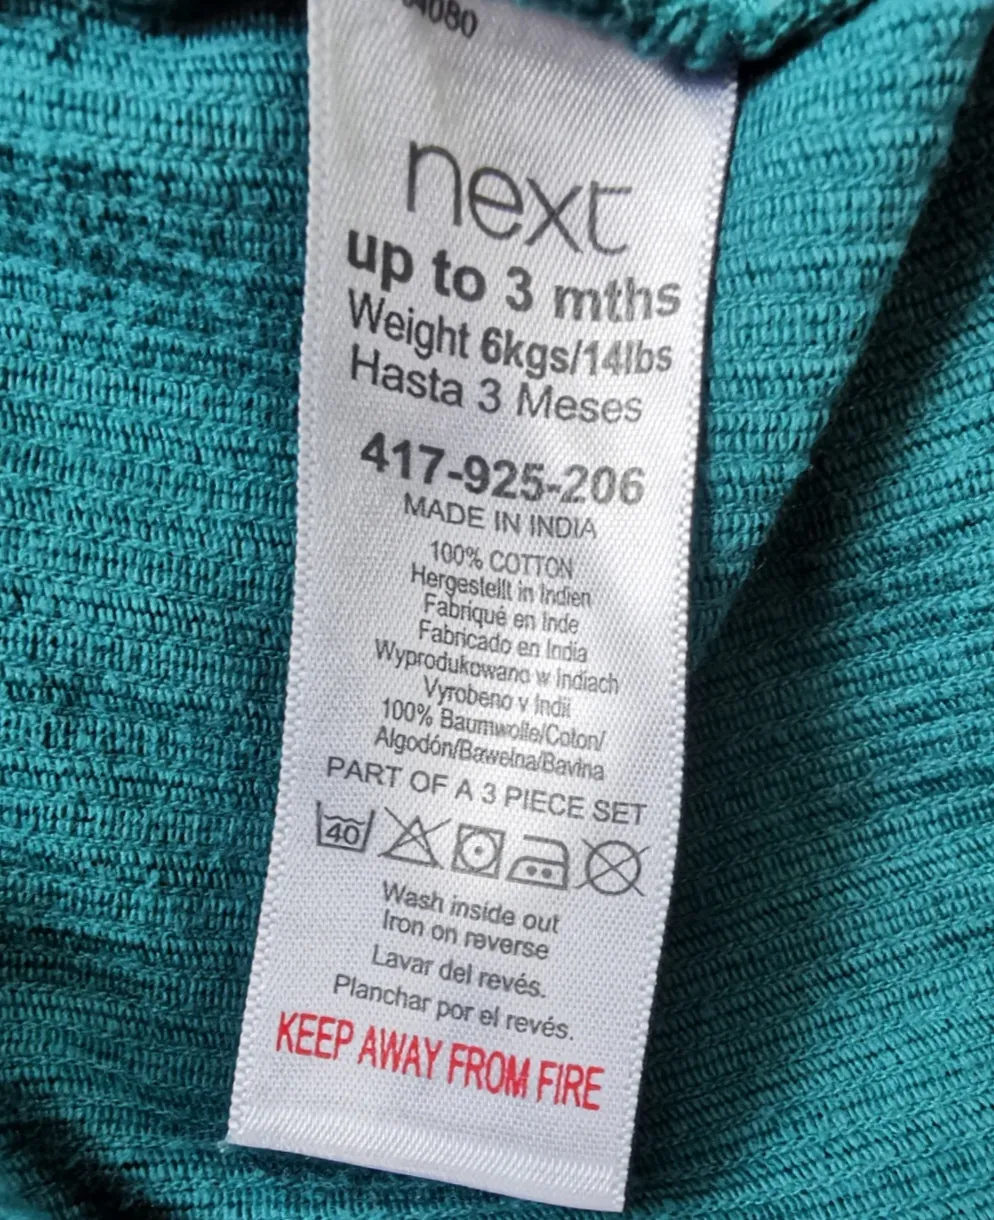 4080
next
up to 3 mths
Weight 6kgs/14lbs
Hasta 3 Meses
417-925-206
MADE IN INDIA
100% COTTON
Hergestellt in Indien
Fabriqué en Inde
Fabricado en India
Wyprodukowano w Indiach
Vyrobeno v Indii
100% Baumwolle/Coton/
Algodón/Bawełna/Bavlna
PART OF A 3 PIECE SET
40
Wash inside out
Iron on reverse
Lavar del revés.
Planchar por el revés.
KEEP AWAY FROM FIRE